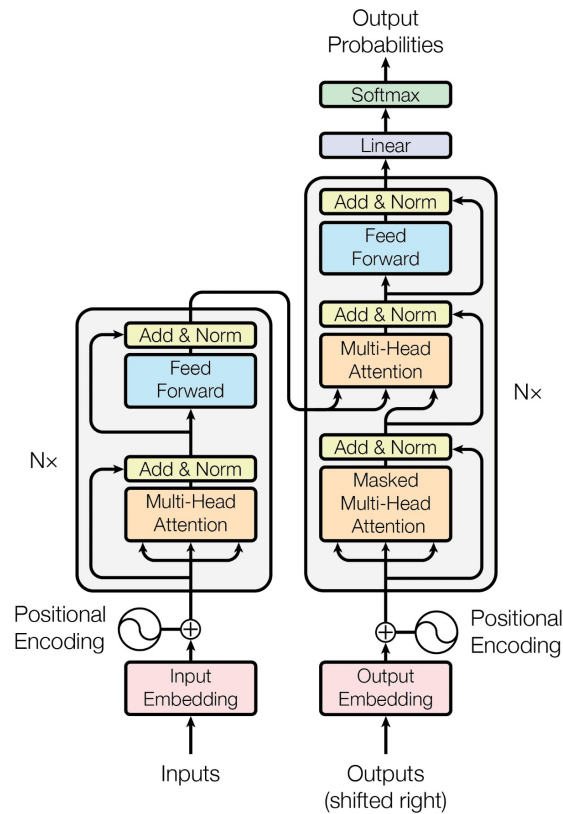 Output
Probabilities
Softmax
Linear
Add & Norm
Feed
Forward
Add & Norm
Multi-Head
Attention
Add & Norm
Masked
Multi-Head
Attention
N×
Add & Norm
Feed
Forward
Add & Norm
Multi-Head
Attention
N×
Positional
Encoding
Positional
Encoding
Input
Embedding
Output
Embedding
Inputs
Outputs
(shifted right)